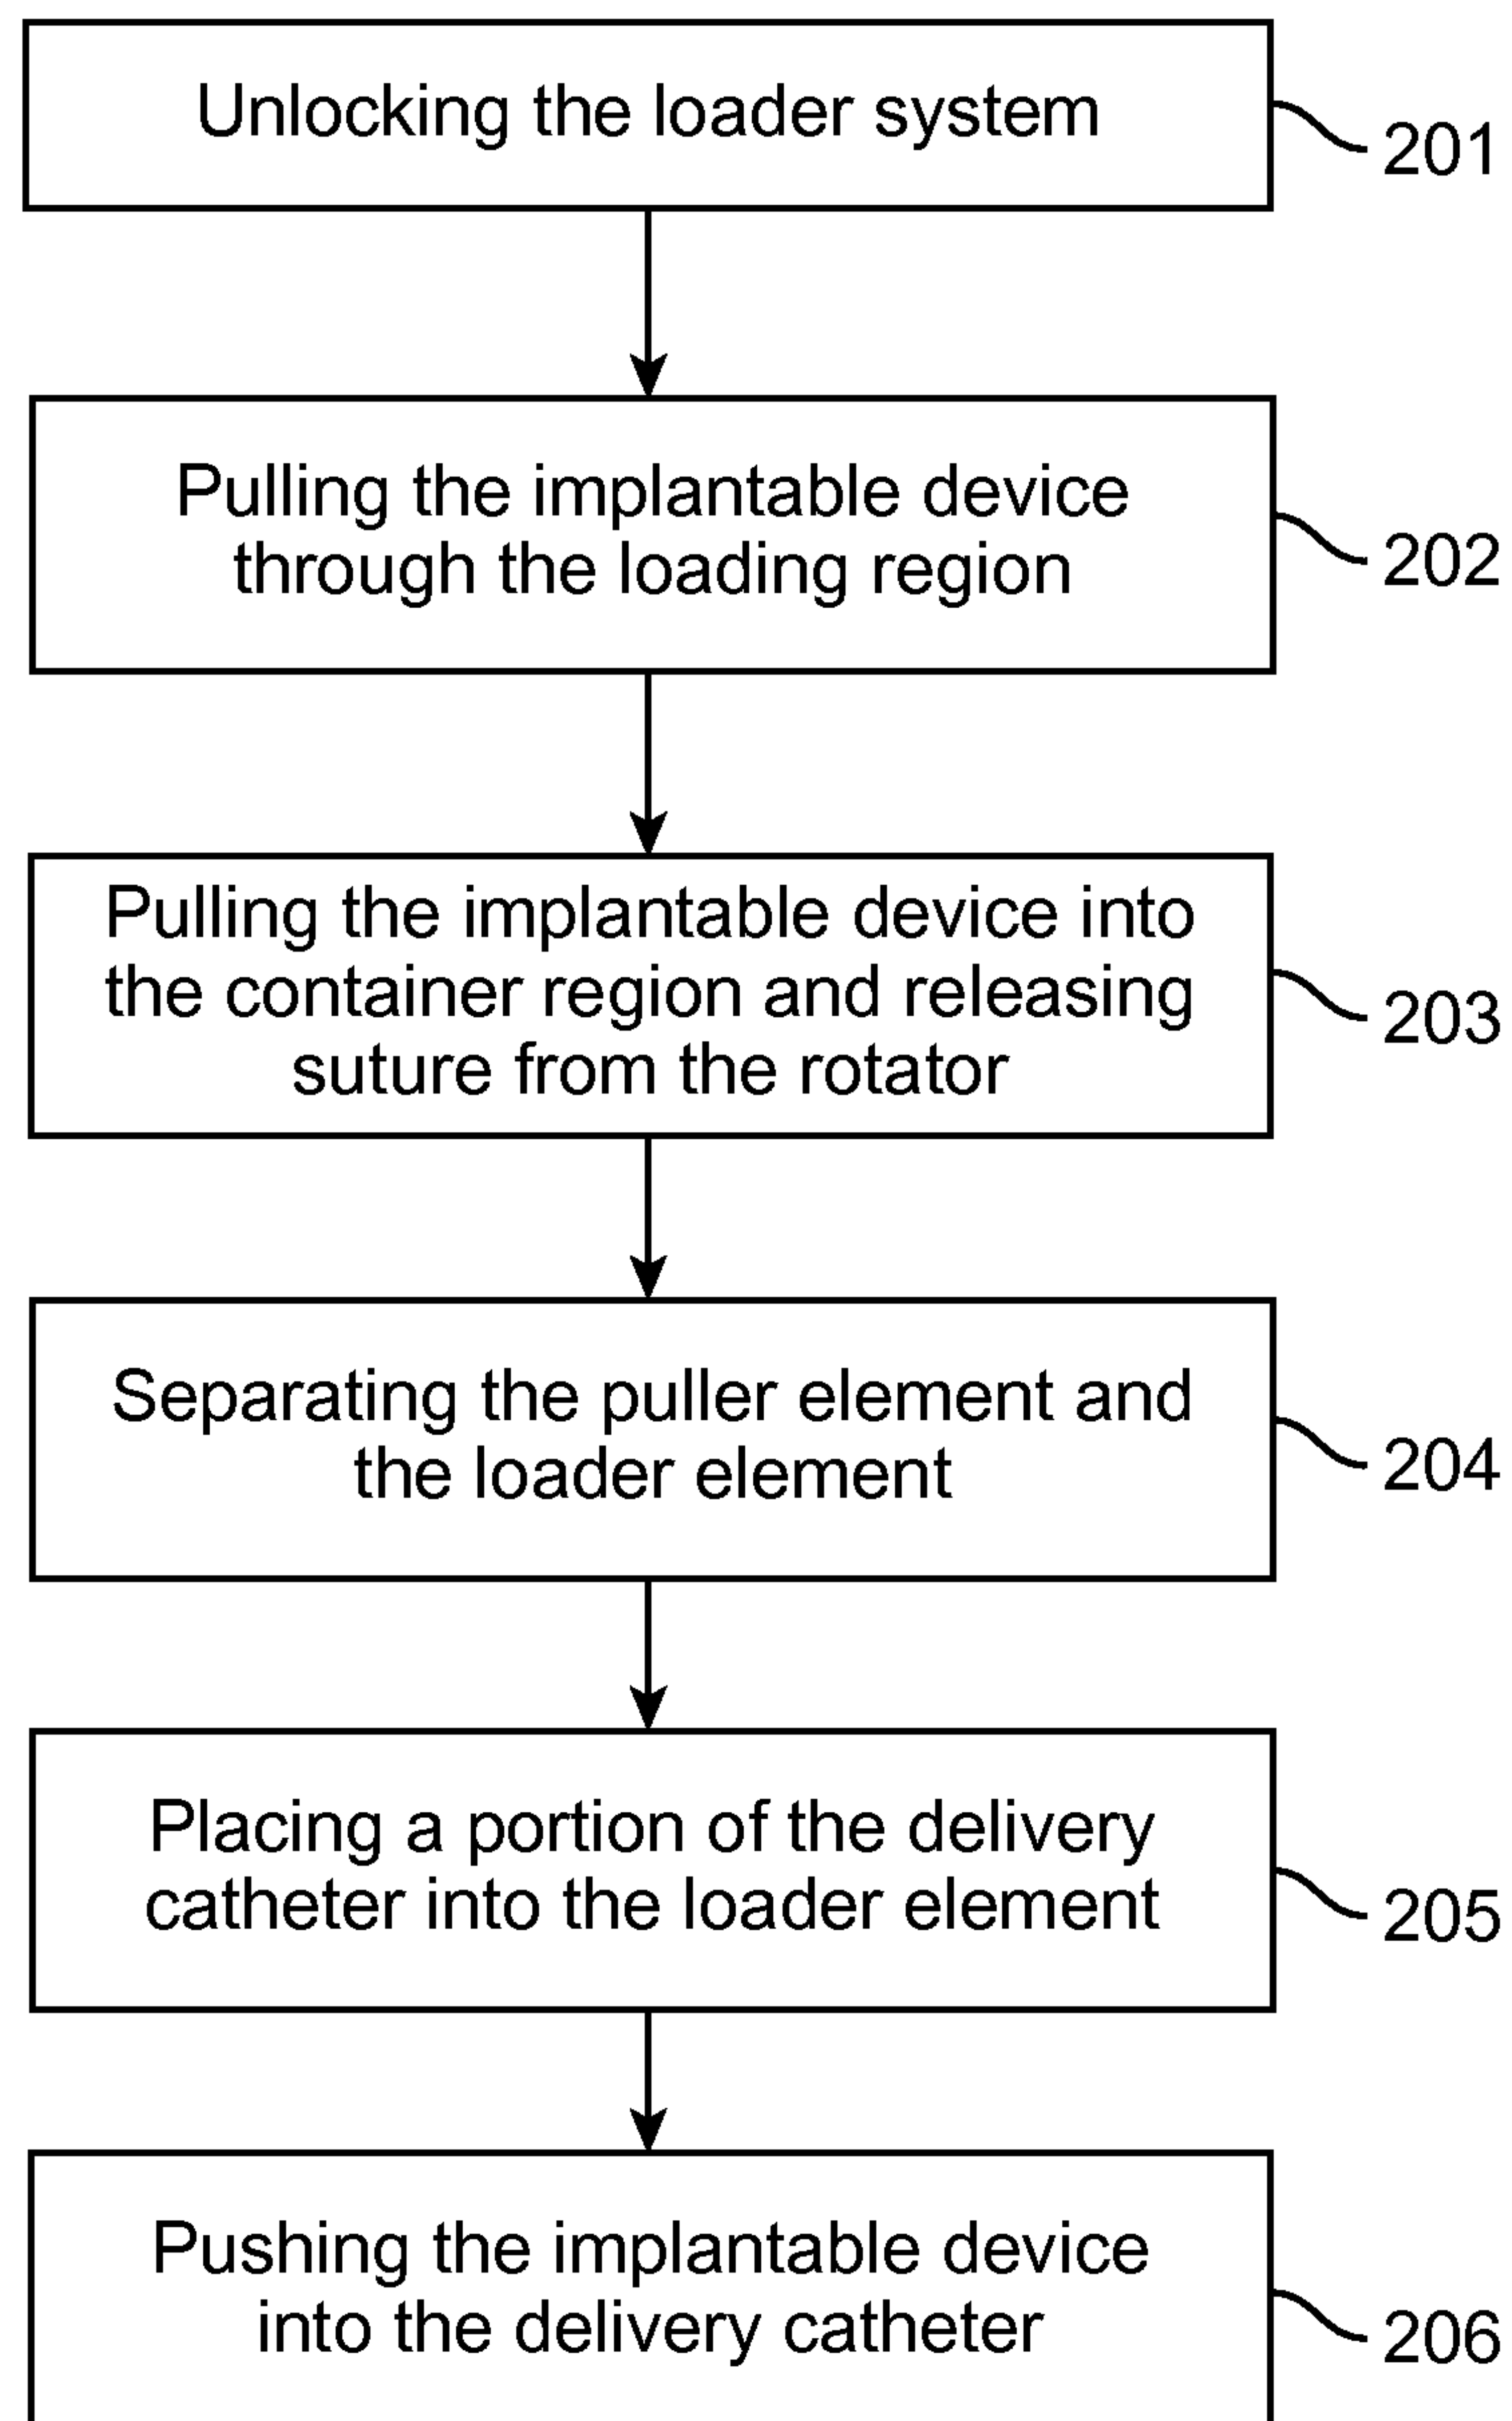 Unlocking the loader system
201
Pulling the implantable device
through the loading region
202
Pulling the implantable device into
the container region and releasing
suture from the rotator
203
Separating the puller element and
the loader element
204
Placing a portion of the delivery
catheter into the loader element
205
Pushing the implantable device
into the delivery catheter
206